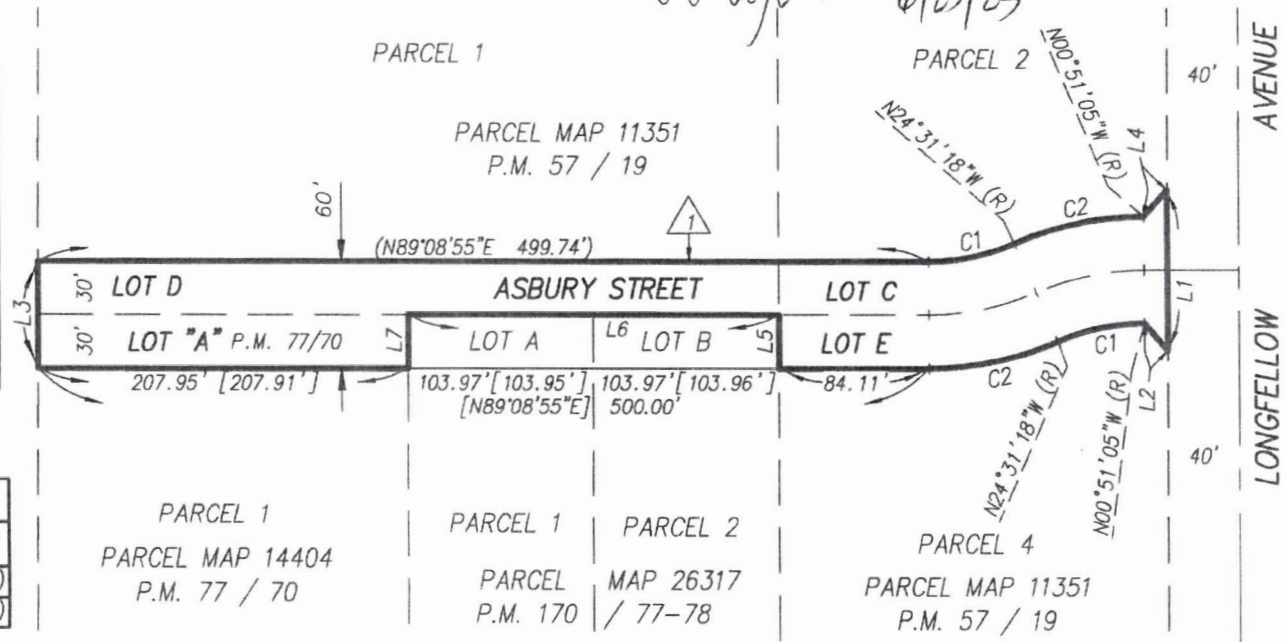 PARCEL 1
PARCEL 2
40'
AVENUE
N00°51'05"W (R)
PARCEL MAP 11351
P.M. 57 / 19
N24°31'18"W (R)
L4
60'
1
C2
C1
(N89°08'55"E 499.74')
L3
30'
LOT D
ASBURY STREET
LOT C
L1
30'
LOT "A" P.M. 77/70
L7
LOT A
L6
LOT B
L5
LOT E
C1
C2
L2
207.95' [207.91']
103.97'[103.95']
103.97'[103.96']
84.11'
[N89°08'55"E]
500.00'
N24°31'18"W (R)
N00°51'05"W (R)
40'
LONGFELLOW
PARCEL 1
PARCEL MAP 14404
P.M. 77 / 70
PARCEL 1
PARCEL 2
PARCEL MAP 26317
P.M. 170 / 77-78
PARCEL 4
PARCEL MAP 11351
P.M. 57 / 19